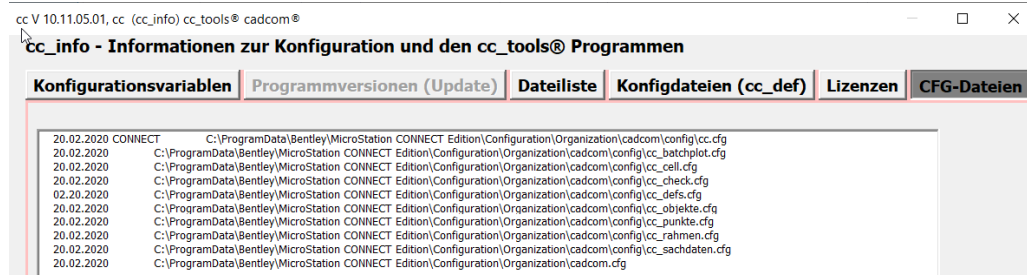 cc V 10.11.05.01, cc (cc_info) cc_tools® cadcom®
cc_info - Informationen zur Konfiguration und den cc_tools® Programmen
Konfigurationsvariablen Programmversionen (Update) Dateiliste Konfigdateien (cc_def) Lizenzen CFG-Dateien
20.02.2020 CONNECT C:\ProgramData\Bentley\MicroStation CONNECT Edition\Configuration\Organization\cadcom\config\cc.cfg
20.02.2020 C:\ProgramData\Bentley\MicroStation CONNECT Edition\Configuration\Organization\cadcom\config\cc_batchplot.cfg
20.02.2020 C:\ProgramData\Bentley\MicroStation CONNECT Edition\Configuration\Organization\cadcom\config\cc_cell.cfg
20.02.2020 C:\ProgramData\Bentley\MicroStation CONNECT Edition\Configuration\Organization\cadcom\config\cc_check.cfg
02.20.2020 C:\ProgramData\Bentley\MicroStation CONNECT Edition\Configuration\Organization\cadcom\config\cc_defs.cfg
20.02.2020 C:\ProgramData\Bentley\MicroStation CONNECT Edition\Configuration\Organization\cadcom\config\cc_objekte.cfg
20.02.2020 C:\ProgramData\Bentley\MicroStation CONNECT Edition\Configuration\Organization\cadcom\config\cc_punkte.cfg
20.02.2020 C:\ProgramData\Bentley\MicroStation CONNECT Edition\Configuration\Organization\cadcom\config\cc_rahmen.cfg
20.02.2020 C:\ProgramData\Bentley\MicroStation CONNECT Edition\Configuration\Organization\cadcom\config\cc_sachdaten.cfg
20.02.2020 C:\ProgramData\Bentley\MicroStation CONNECT Edition\Configuration\Organization\cadcom.cfg